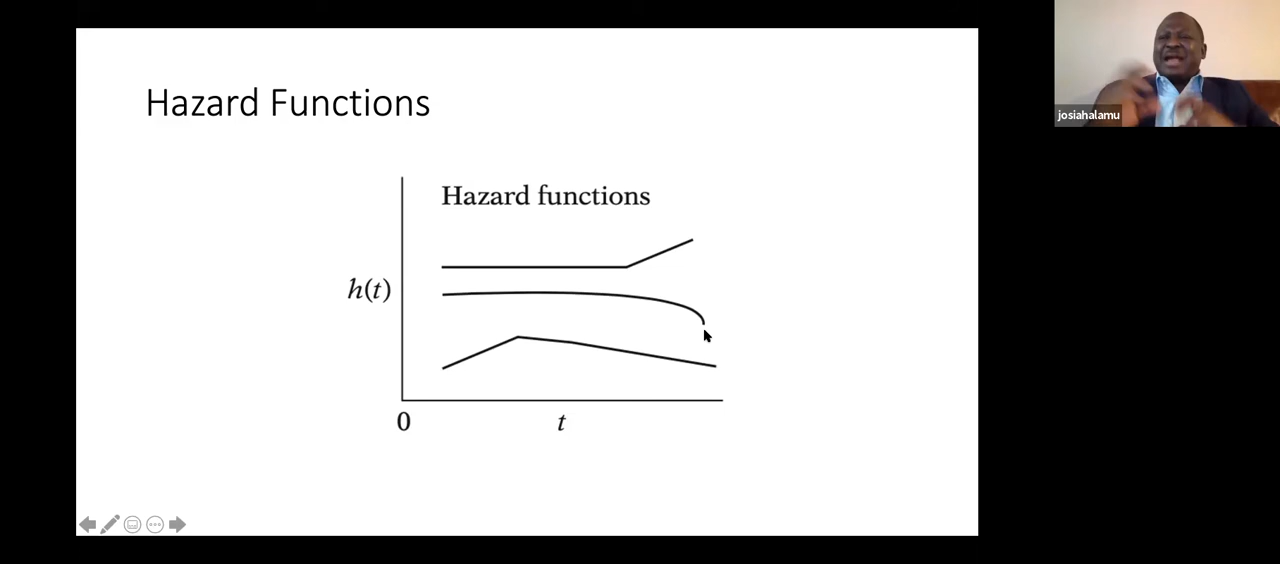 Hazard Functions
josiahalamu
Hazard functions
h(t)
0
t